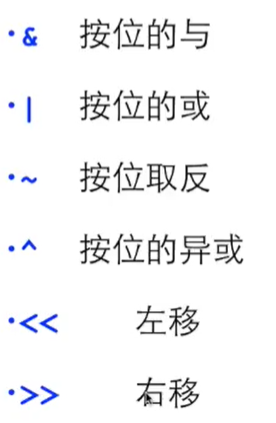 • & 按位的与
• | 按位的或
• ~ 按位取反
• ^ 按位的异或
• << 左移
• >> 右移